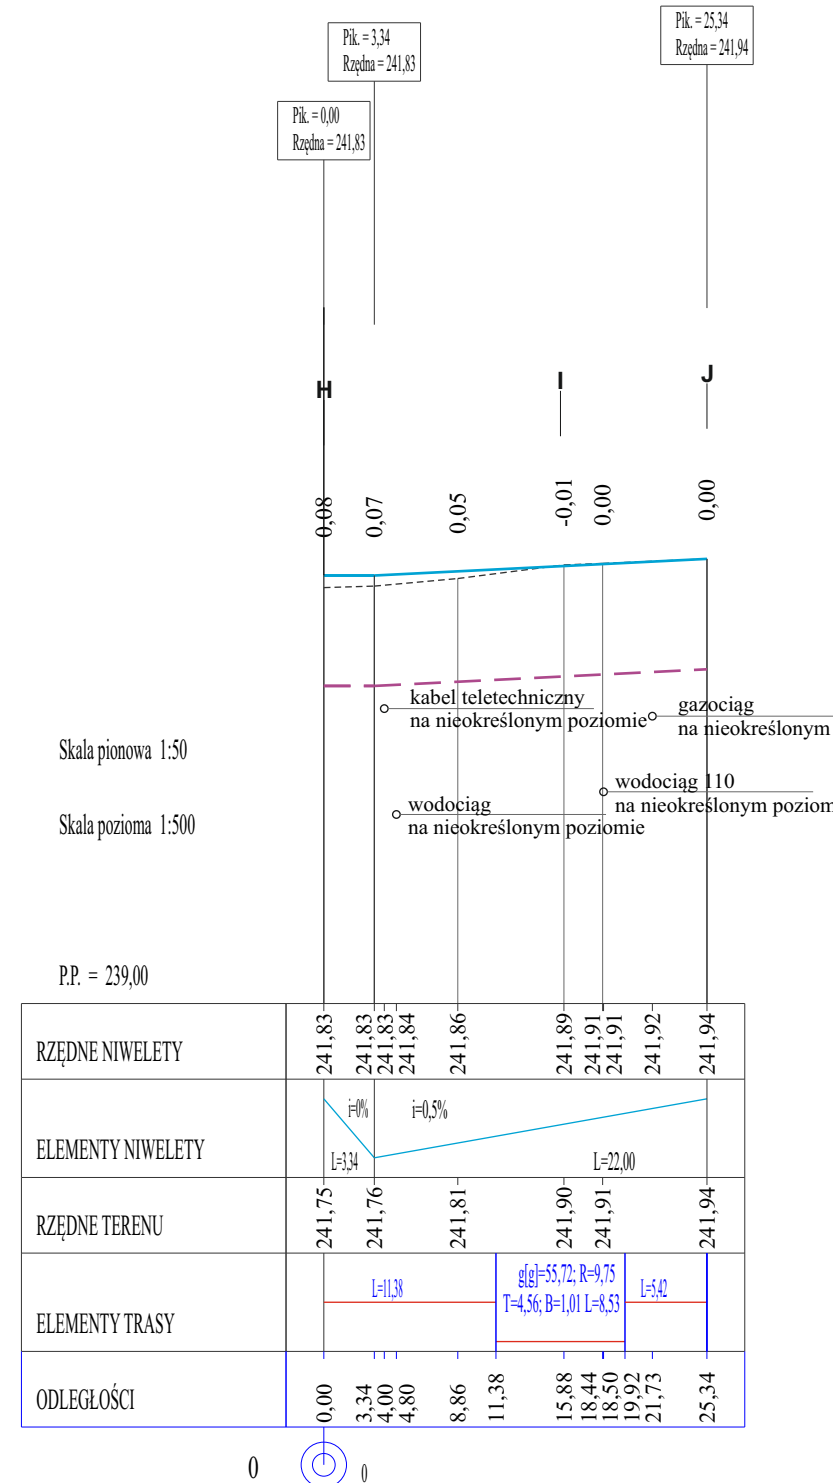 Pik. = 25,34
Rzędna = 241,94
Pik. = 3,34
Rzędna = 241,83
Pik. = 0,00
Rzędna = 241,83
H
I
J
0,08
0,07
0,05
-0,01
0,00
0,00
kabel teletechniczny
na nieokreślonym poziomie
gazociąg
na nieokreślonym
Skala pionowa 1:50
wodociąg 110
na nieokreślonym poziom
wodociąg
na nieokreślonym poziomie
Skala pozioma 1:500
P.P. = 239,00
RZĘDNE NIWELETY
241,83
241,83
241,83
241,84
241,86
241,89
241,91
241,91
241,92
241,94
ELEMENTY NIWELETY
i=0%
i=0,5%
L=3,34
L=22,00
RZĘDNE TERENU
241,75
241,76
241,81
241,90
241,91
241,94
ELEMENTY TRASY
L=11,38
g[g]=55,72; R=9,75
T=4,56; B=1,01 L=8,53
L=5,42
ODLEGŁOŚCI
0,00
3,34
4,00
4,80
8,86
11,38
15,88
18,44
18,50
19,92
21,73
25,34
0
0